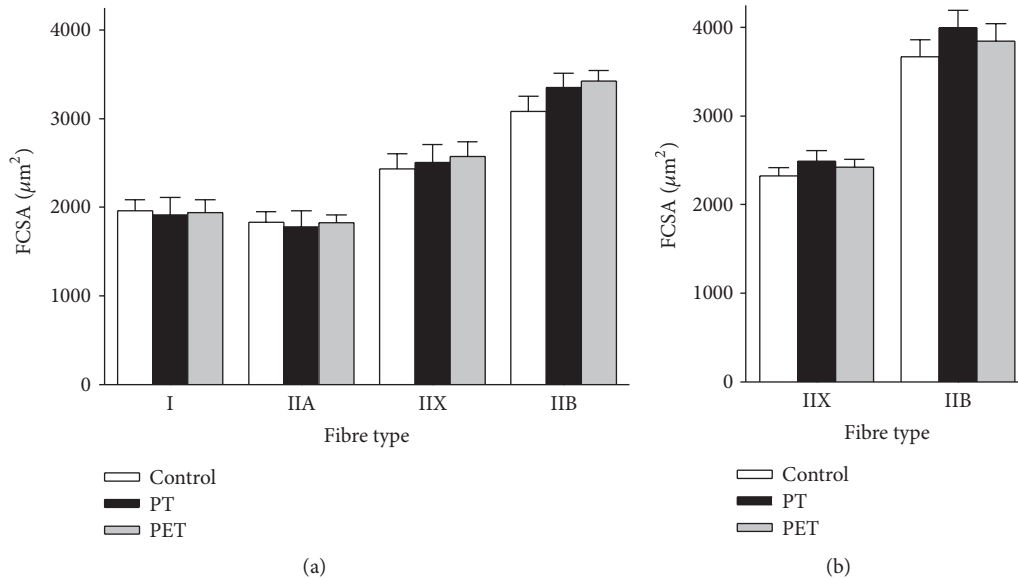 4000
3000
2000
1000
0
FCSA (μm²)
I IIA IIX IIB
Fibre type
Control
PT
PET
(a)
4000
3000
2000
1000
0
FCSA (μm²)
IIX IIB
Fibre type
Control
PT
PET
(b)